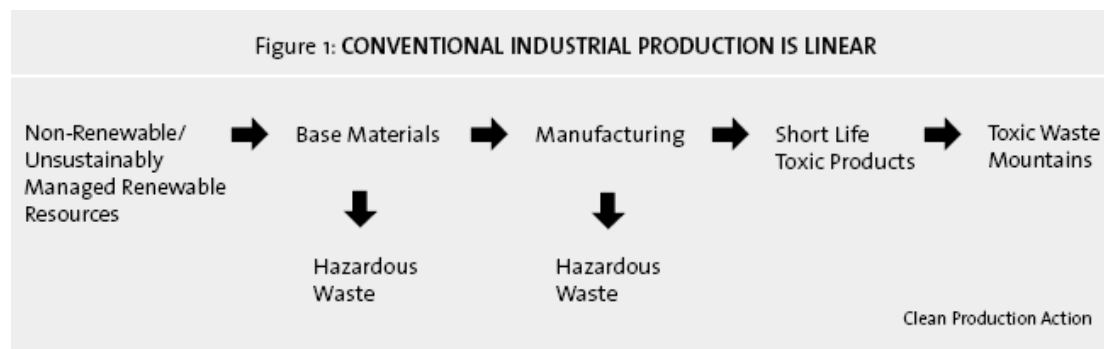 Figure 1: CONVENTIONAL INDUSTRIAL PRODUCTION IS LINEAR
Non-Renewable/
Unsustainably
Managed Renewable
Resources
Base Materials
Manufacturing
Short Life
Toxic Products
Toxic Waste
Mountains
Hazardous
Waste
Hazardous
Waste
Clean Production Action